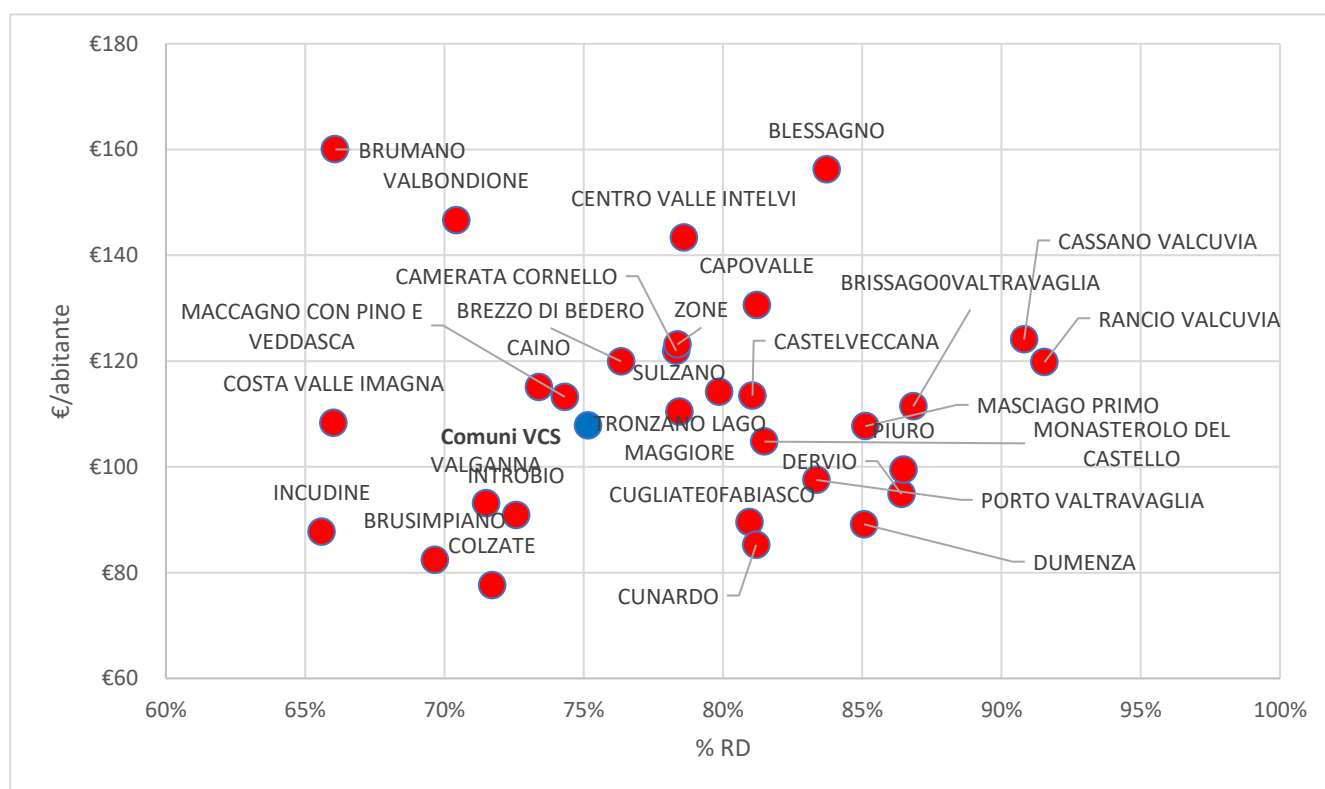 €180
€160
€140
€120
€100
€80
€60
€/abitante
BLESSAGNO
BRUMANO
VALBONDIONE
CENTRO VALLE INTELVI
CASSANO VALCUVIA
CAPOVALLE
CAMERATA CORNELLO
BRISSAGO0VALTRAVAGLIA
MACCAGNO CON PINO E
VEDDASCA
BREZZO DI BEDERO
ZONE
RANCIO VALCUVIA
CASTELVECCANA
CAINO
SULZANO
COSTA VALLE IMAGNA
MASCIAGO PRIMO
TRONZANO LAGO
MAGGIORE
PIURO
MONASTEROLO DEL
CASTELLO
Comuni VCS
VALGANNA
DERVIO
INTROBIO
INCUDINE
CUGLIATE0FABIASCO
PORTO VALTRAVAGLIA
BRUSIMPIANO
COLZATE
DUMENZA
CUNARDO
60%
65%
70%
75%
80%
85%
90%
95%
100%
% RD